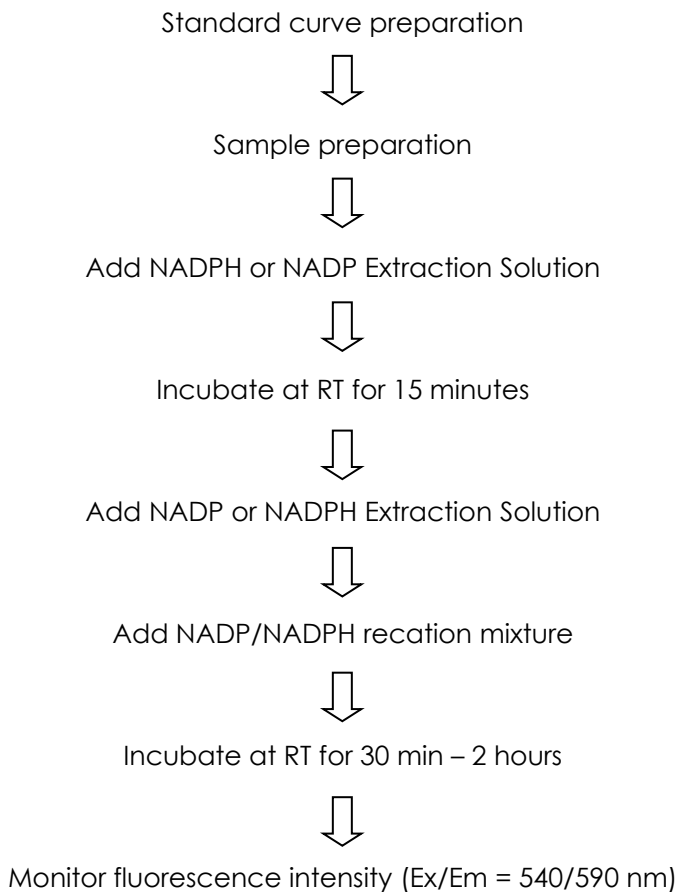 Standard curve preparation
Sample preparation
Add NADPH or NADP Extraction Solution
Incubate at RT for 15 minutes
Add NADP or NADPH Extraction Solution
Add NADP/NADPH recation mixture
Incubate at RT for 30 min – 2 hours
Monitor fluorescence intensity (Ex/Em = 540/590 nm)